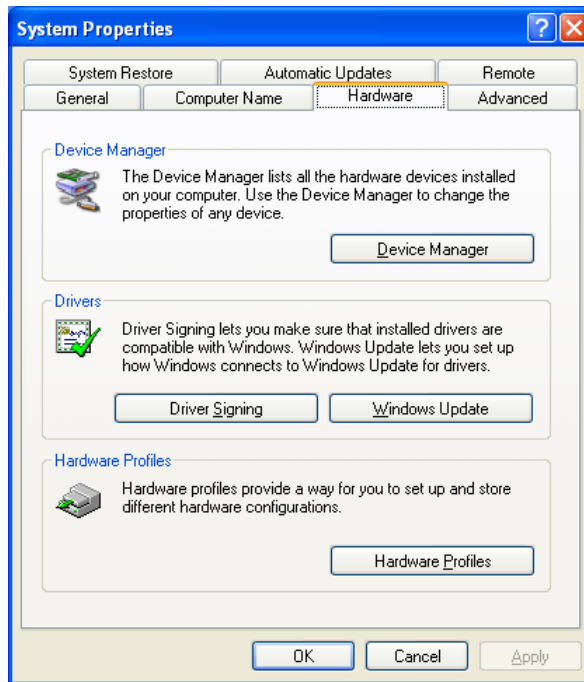 System Properties
System Restore
Automatic Updates
Remote
General
Computer Name
Hardware
Advanced
Device Manager
The Device Manager lists all the hardware devices installed
on your computer. Use the Device Manager to change the
properties of any device.
Device Manager
Drivers
Driver Signing lets you make sure that installed drivers are
compatible with Windows. Windows Update lets you set up
how Windows connects to Windows Update for drivers.
Driver Signing
Windows Update
Hardware Profiles
Hardware profiles provide a way for you to set up and store
different hardware configurations.
Hardware Profiles
OK
Cancel
Apply